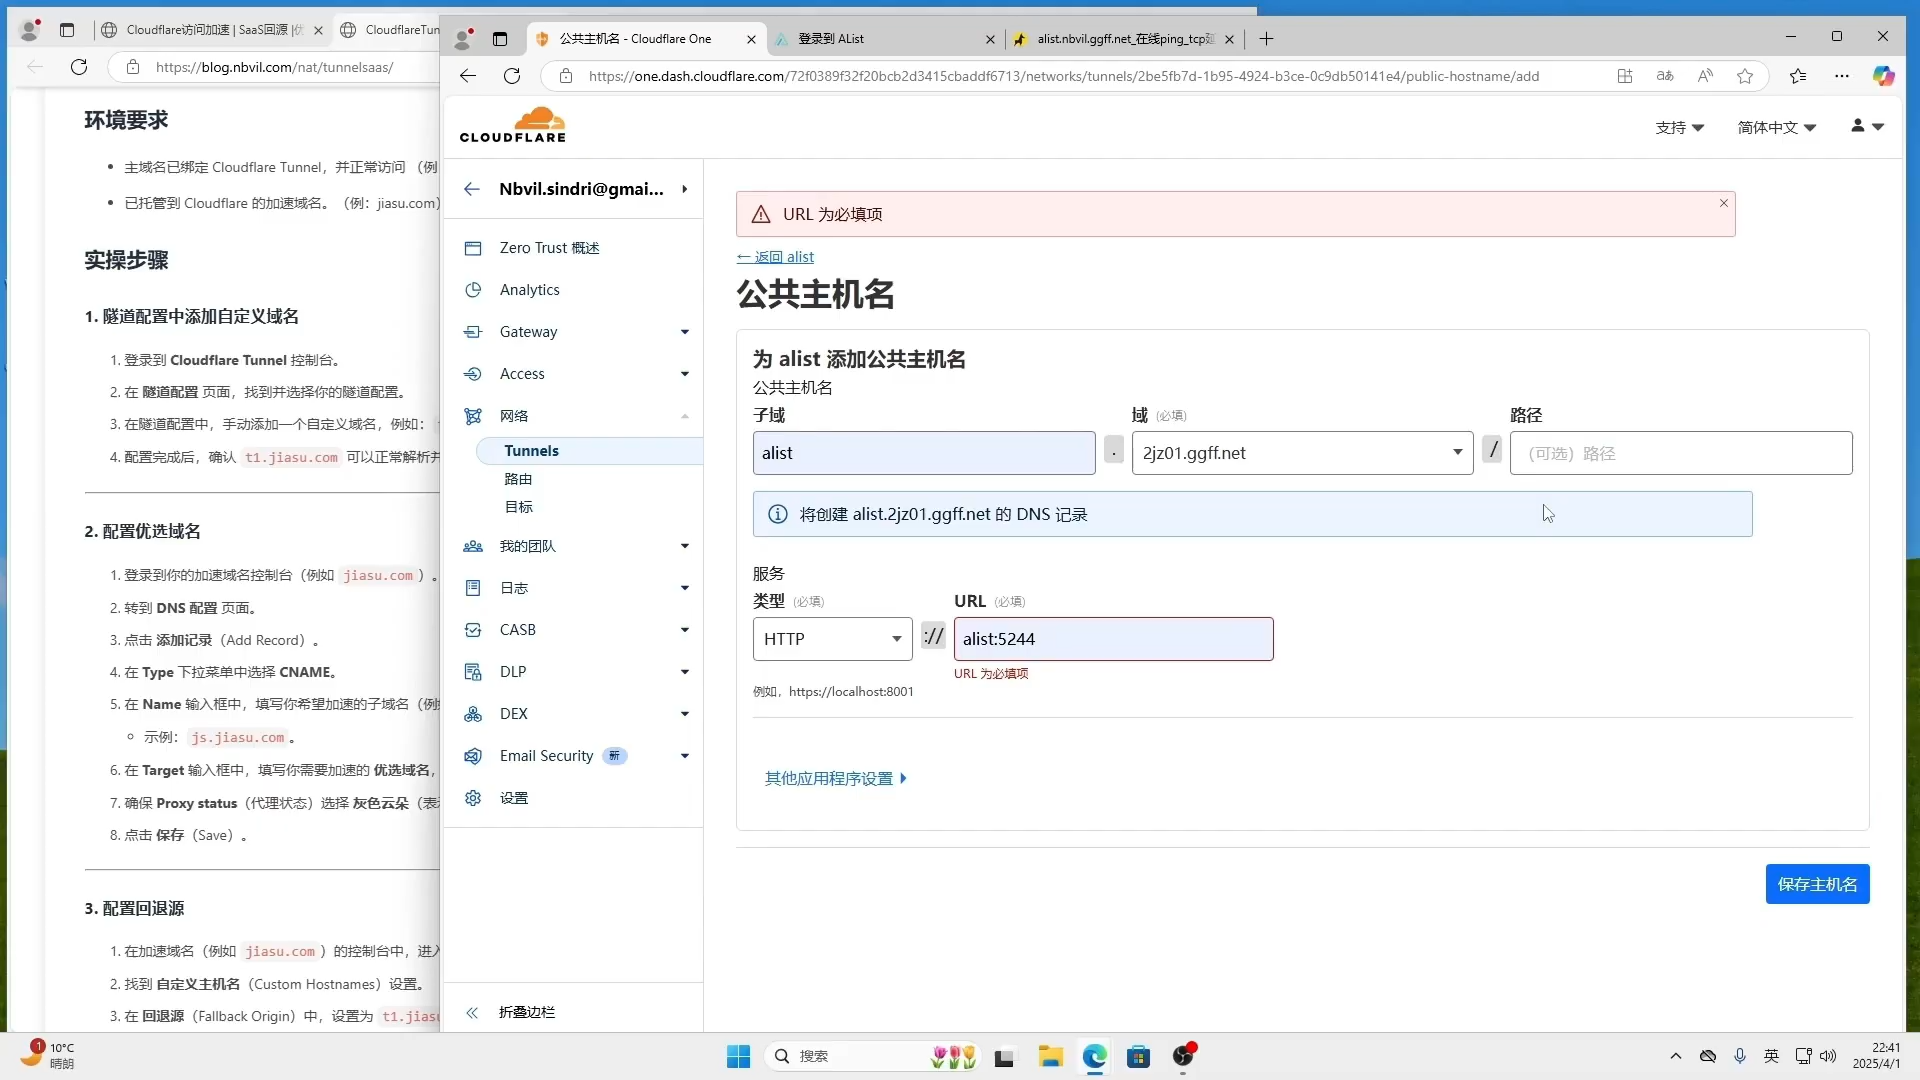 Cloudflare访问加速 | SaaS回源 |
CloudflareTun
https://blog.nbvil.com/nat/tunnelsaas/
环境要求
主域名已绑定 Cloudflare Tunnel，并正常访问 （例
已托管到 Cloudflare 的加速域名。（例：jiasu.com）
实操步骤
1. 隧道配置中添加自定义域名
1. 登录到 Cloudflare Tunnel 控制台。
2. 在 隧道配置 页面，找到并选择你的隧道配置。
3. 在隧道配置中，手动添加一个自定义域名，例如：
4. 配置完成后，确认 t1.jiasu.com 可以正常解析并
2. 配置优选域名
1. 登录到你的加速域名控制台（例如 jiasu.com ）。
2. 转到 DNS 配置 页面。
3. 点击 添加记录（Add Record）。
4. 在 Type 下拉菜单中选择 CNAME。
5. 在 Name 输入框中，填写你希望加速的子域名（例
示例： js.jiasu.com 。
6. 在 Target 输入框中，填写你需要加速的 优选域名，
7. 确保 Proxy status（代理状态）选择 灰色云朵（表
8. 点击 保存（Save）。
3. 配置回退源
1. 在加速域名（例如 jiasu.com ）的控制台中，进入
2. 找到 自定义主机名（Custom Hostnames）设置。
3. 在 回退源（Fallback Origin）中，设置为 t1.jiasu
公共主机名 - Cloudflare One
登录到 AList
alist.nbvil.ggff.net_在线ping_tcp延
https://one.dash.cloudflare.com/72f0389f32f20bcb2d3415cbaddf6713/networks/tunnels/2be5fb7d-1b95-4924-b3ce-0c9db50141e4/public-hostname/add
CLOUDFLARE
支持
简体中文
Nbvil.sindri@gmai...
Zero Trust 概述
Analytics
Gateway
Access
网络
Tunnels
路由
目标
我的团队
日志
CASB
DLP
DEX
Email Security 新
设置
折叠边栏
URL 为必填项
← 返回 alist
公共主机名
为 alist 添加公共主机名
公共主机名
子域
域 (必填)
路径
alist
.
2jz01.ggff.net
/
（可选）路径
将创建 alist.2jz01.ggff.net 的 DNS 记录
服务
类型 (必填)
URL (必填)
HTTP
://
alist:5244
URL 为必填项
例如，https://localhost:8001
其他应用程序设置
保存主机名
1
10°C
晴朗
搜索
英
22:41
2025/4/1